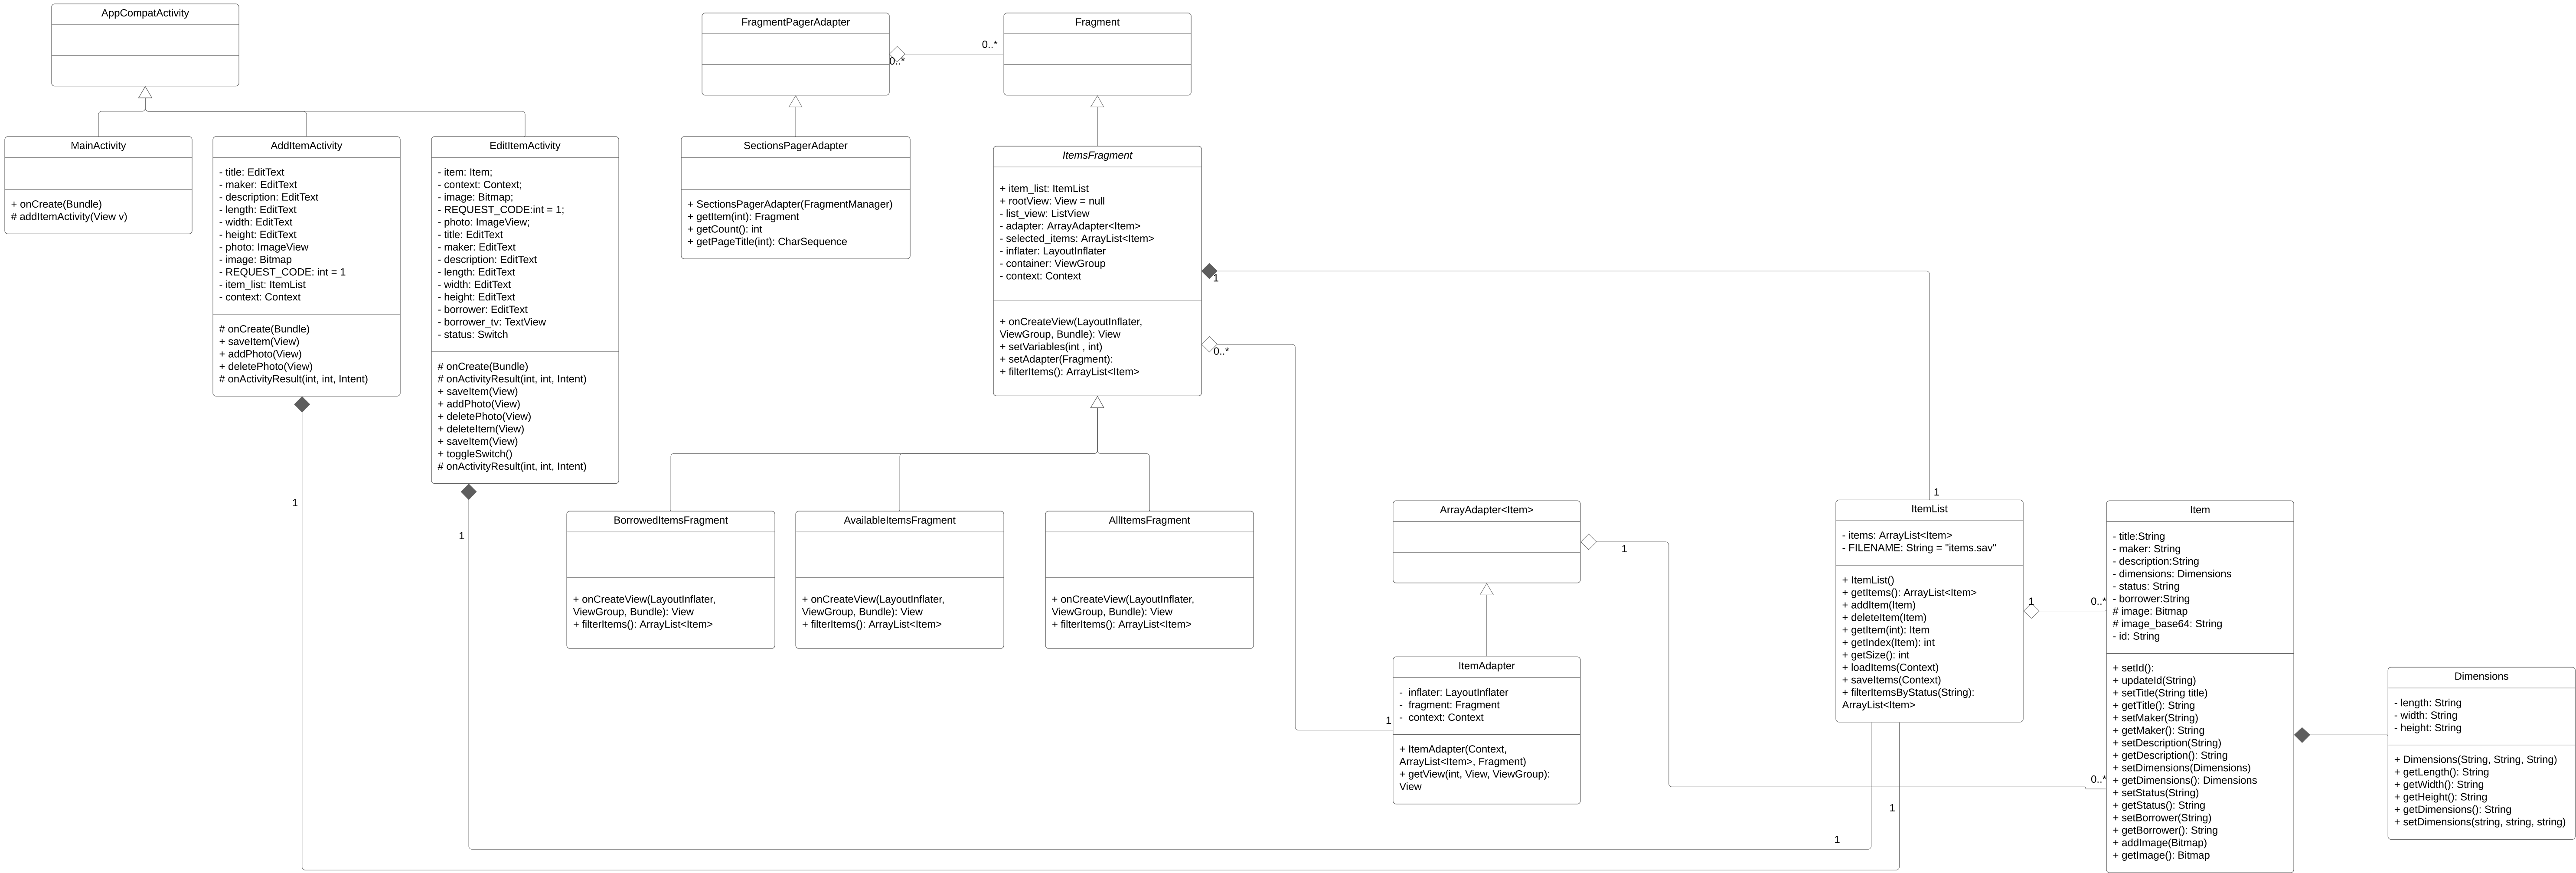 AppCompatActivity
FragmentPagerAdapter
0..*
0..*
Fragment
MainActivity
+ onCreate(Bundle)
# addItemActivity(View v)
AddItemActivity
- title: EditText
- maker: EditText
- description: EditText
- length: EditText
- width: EditText
- height: EditText
- photo: ImageView
- image: Bitmap
- REQUEST_CODE: int = 1
- item_list: ItemList
- context: Context
# onCreate(Bundle)
+ saveItem(View)
+ addPhoto(View)
+ deletePhoto(View)
# onActivityResult(int, int, Intent)
EditItemActivity
- item: Item;
- context: Context;
- image: Bitmap;
- REQUEST_CODE:int = 1;
- photo: ImageView;
- title: EditText
- maker: EditText
- description: EditText
- length: EditText
- width: EditText
- height: EditText
- borrower: EditText
- borrower_tv: TextView
- status: Switch
# onCreate(Bundle)
# onActivityResult(int, int, Intent)
+ saveItem(View)
+ addPhoto(View)
+ deletePhoto(View)
+ deleteItem(View)
+ saveItem(View)
+ toggleSwitch()
# onActivityResult(int, int, Intent)
SectionsPagerAdapter
+ SectionsPagerAdapter(FragmentManager)
+ getItem(int): Fragment
+ getCount(): int
+ getPageTitle(int): CharSequence
ItemsFragment
+ item_list: ItemList
+ rootView: View = null
- list_view: ListView
- adapter: ArrayAdapter<Item>
- selected_items: ArrayList<Item>
- inflater: LayoutInflater
- container: ViewGroup
- context: Context
+ onCreateView(LayoutInflater,
ViewGroup, Bundle): View
+ setVariables(int , int)
+ setAdapter(Fragment):
+ filterItems(): ArrayList<Item>
1
0..*
1
1
1
BorrowedItemsFragment
+ onCreateView(LayoutInflater,
ViewGroup, Bundle): View
+ filterItems(): ArrayList<Item>
AvailableItemsFragment
+ onCreateView(LayoutInflater,
ViewGroup, Bundle): View
+ filterItems(): ArrayList<Item>
AllItemsFragment
+ onCreateView(LayoutInflater,
ViewGroup, Bundle): View
+ filterItems(): ArrayList<Item>
ArrayAdapter<Item>
1
ItemAdapter
- inflater: LayoutInflater
- fragment: Fragment
- context: Context
+ ItemAdapter(Context,
ArrayList<Item>, Fragment)
+ getView(int, View, ViewGroup):
View
1
ItemList
- items: ArrayList<Item>
- FILENAME: String = "items.sav"
+ ItemList()
+ getItems(): ArrayList<Item>
+ addItem(Item)
+ deleteItem(Item)
+ getItem(int): Item
+ getIndex(Item): int
+ getSize(): int
+ loadItems(Context)
+ saveItems(Context)
+ filterItemsByStatus(String):
ArrayList<Item>
1
0..*
0..*
1
1
Item
- title:String
- maker: String
- description:String
- dimensions: Dimensions
- status: String
- borrower:String
# image: Bitmap
# image_base64: String
- id: String
+ setId():
+ updateId(String)
+ setTitle(String title)
+ getTitle(): String
+ setMaker(String)
+ getMaker(): String
+ setDescription(String)
+ getDescription(): String
+ setDimensions(Dimensions)
+ getDimensions(): Dimensions
+ setStatus(String)
+ getStatus(): String
+ setBorrower(String)
+ getBorrower(): String
+ addImage(Bitmap)
+ getImage(): Bitmap
Dimensions
- length: String
- width: String
- height: String
+ Dimensions(String, String, String)
+ getLength(): String
+ getWidth(): String
+ getHeight(): String
+ getDimensions(): String
+ setDimensions(string, string, string)